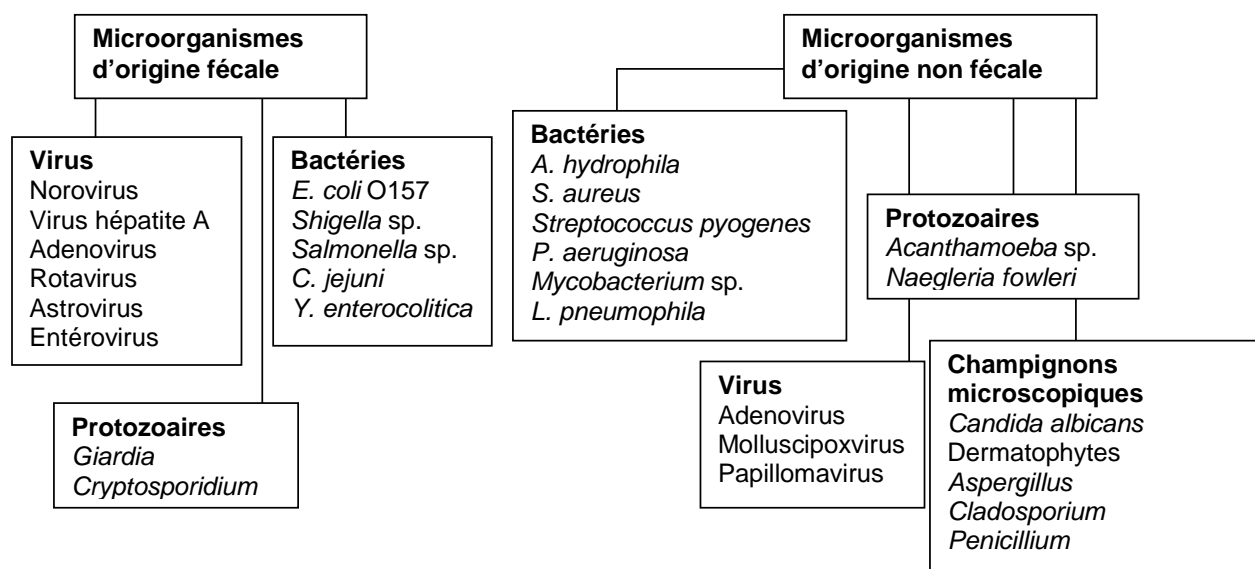 Microorganismes
d'origine fécale
Virus
Norovirus
Virus hépatite A
Adenovirus
Rotavirus
Astrovirus
Entérovirus
Bactéries
E. coli O157
Shigella sp.
Salmonella sp.
C. jejuni
Y. enterocolitica
Protozoaires
Giardia
Cryptosporidium
Microorganismes
d'origine non fécale
Bactéries
A. hydrophila
S. aureus
Streptococcus pyogenes
P. aeruginosa
Mycobacterium sp.
L. pneumophila
Protozoaires
Acanthamoeba sp.
Naegleria fowleri
Virus
Adenovirus
Molluscipoxvirus
Papillomavirus
Champignons
microscopiques
Candida albicans
Dermatophytes
Aspergillus
Cladosporium
Penicillium